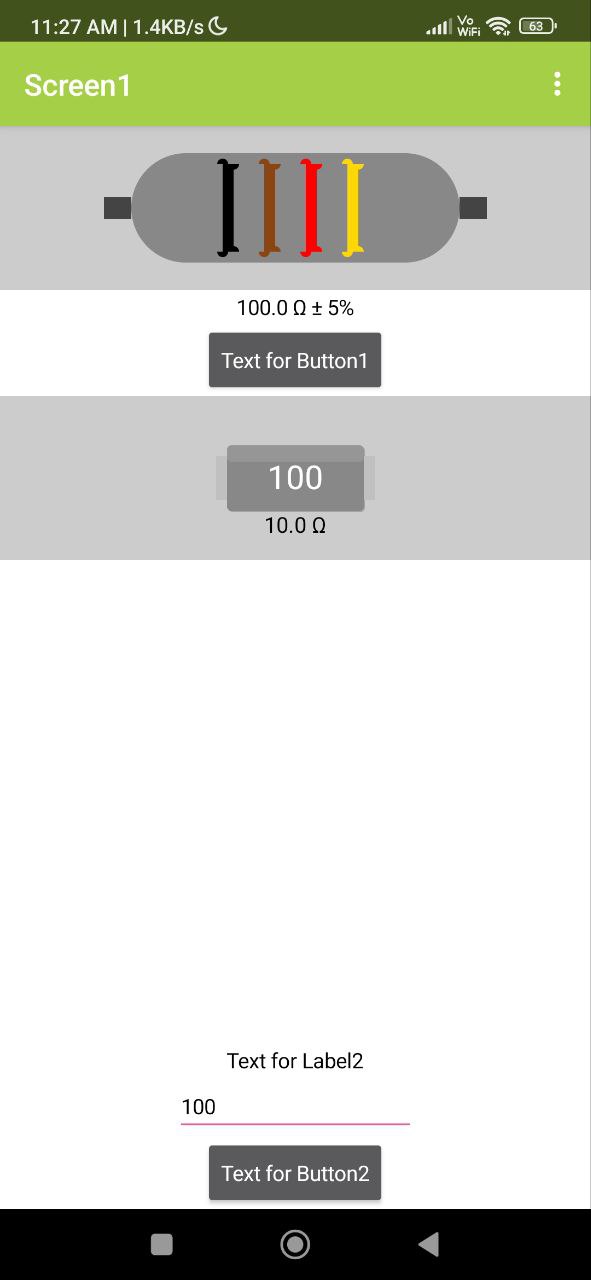 11:27 AM | 1.4KB/s
Vo
WiFi
63
Screen1
100.0 Ω ± 5%
Text for Button1
100
10.0 Ω
Text for Label2
100
Text for Button2